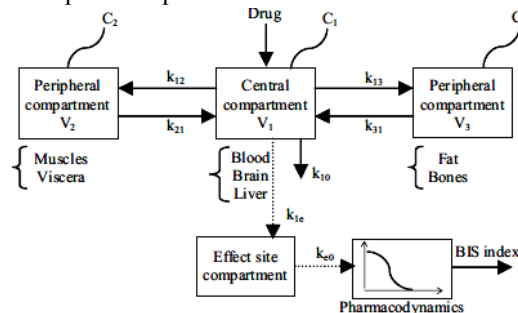 C2
Drug
C1
C
Peripheral
compartment
V2
k12
k21
Central
compartment
V1
k13
k31
Peripheral
compartment
V3
Muscles
Viscera
Blood
Brain
Liver
k10
Fat
Bones
k1e
Effect site
compartment
ke0
BIS index
Pharmacodynamics